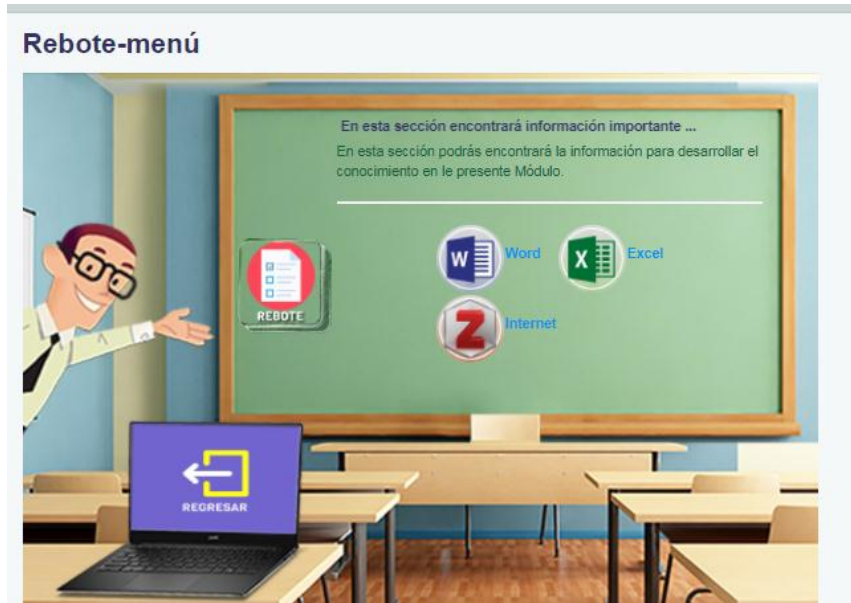 Rebote-menú
En esta sección encontrará información importante ...
En esta sección podrás encontrará la información para desarrollar el
conocimiento en le presente Módulo.
W Word
X Excel
REBOTE
Z Internet
REGRESAR